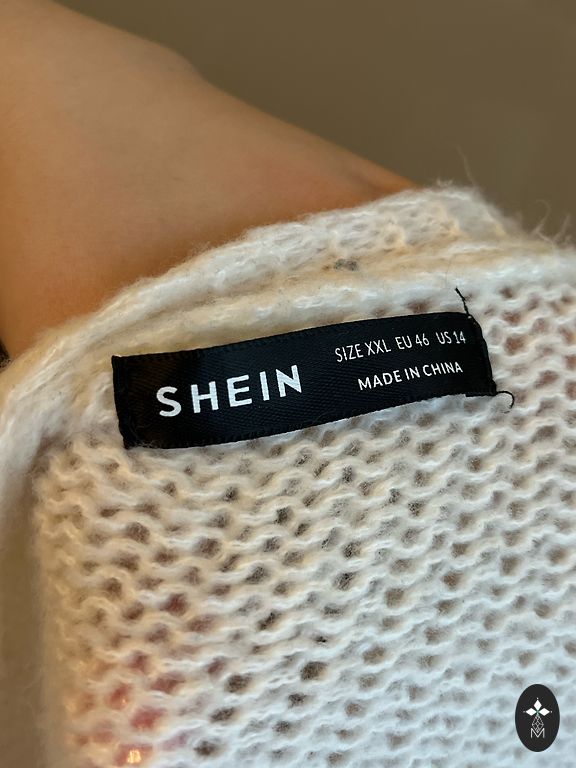 SHEIN
SIZE XXL EU 46 US 14
MADE IN CHINA